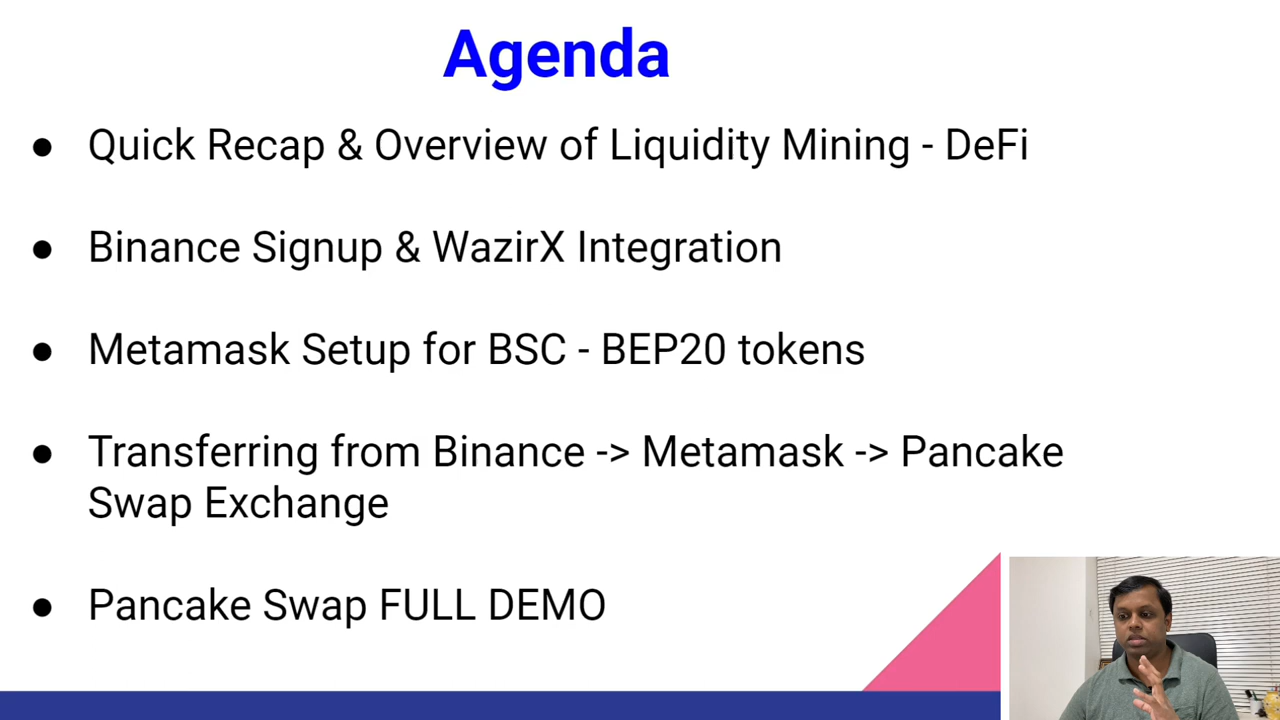 Agenda
● Quick Recap & Overview of Liquidity Mining - DeFi
● Binance Signup & WazirX Integration
● Metamask Setup for BSC - BEP20 tokens
● Transferring from Binance -> Metamask -> Pancake
Swap Exchange
● Pancake Swap FULL DEMO